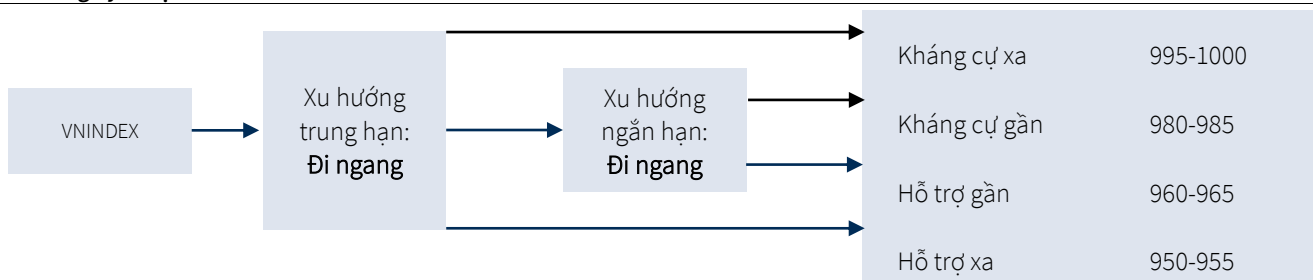 VNINDEX
Xu hướng
trung hạn:
Đi ngang
Xu hướng
ngắn hạn:
Đi ngang
Kháng cự xa 995-1000
Kháng cự gần 980-985
Hỗ trợ gần 960-965
Hỗ trợ xa 950-955